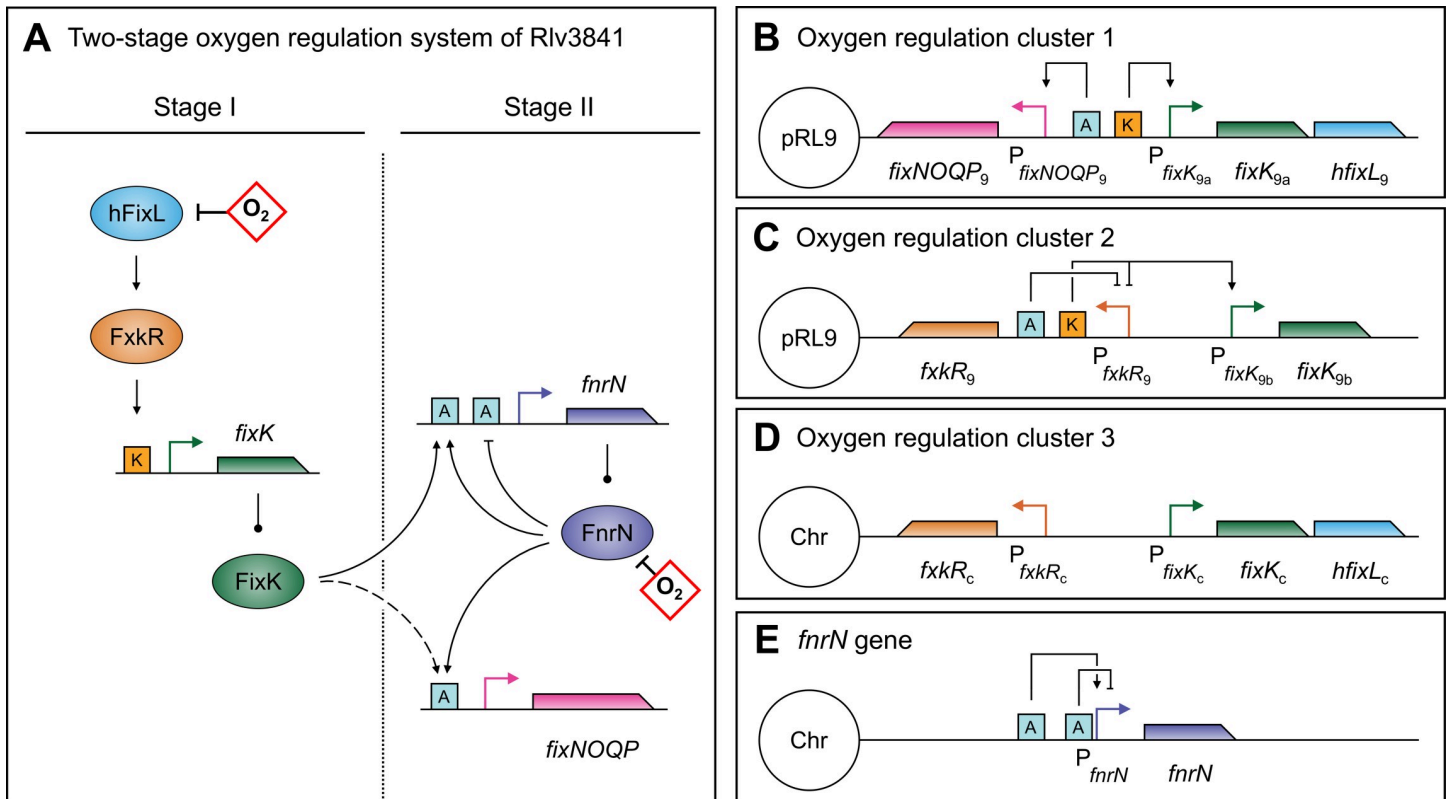 A Two-stage oxygen regulation system of Rlv3841
Stage I
Stage II
hFixL
O2
FxkR
K
fixK
FixK
A
A
fnrN
FnrN
O2
A
fixNOQP
B Oxygen regulation cluster 1
pRL9
A
K
PfixNOQP9
PfixK9a
fixNOQP9
fixK9a
hfixL9
C Oxygen regulation cluster 2
pRL9
A
K
PfxkR9
PfixK9b
fxkR9
fixK9b
D Oxygen regulation cluster 3
Chr
PfxkRc
PfixKc
fxkRc
fixKc
hfixLc
E fnrN gene
Chr
A
A
PfnrN
fnrN